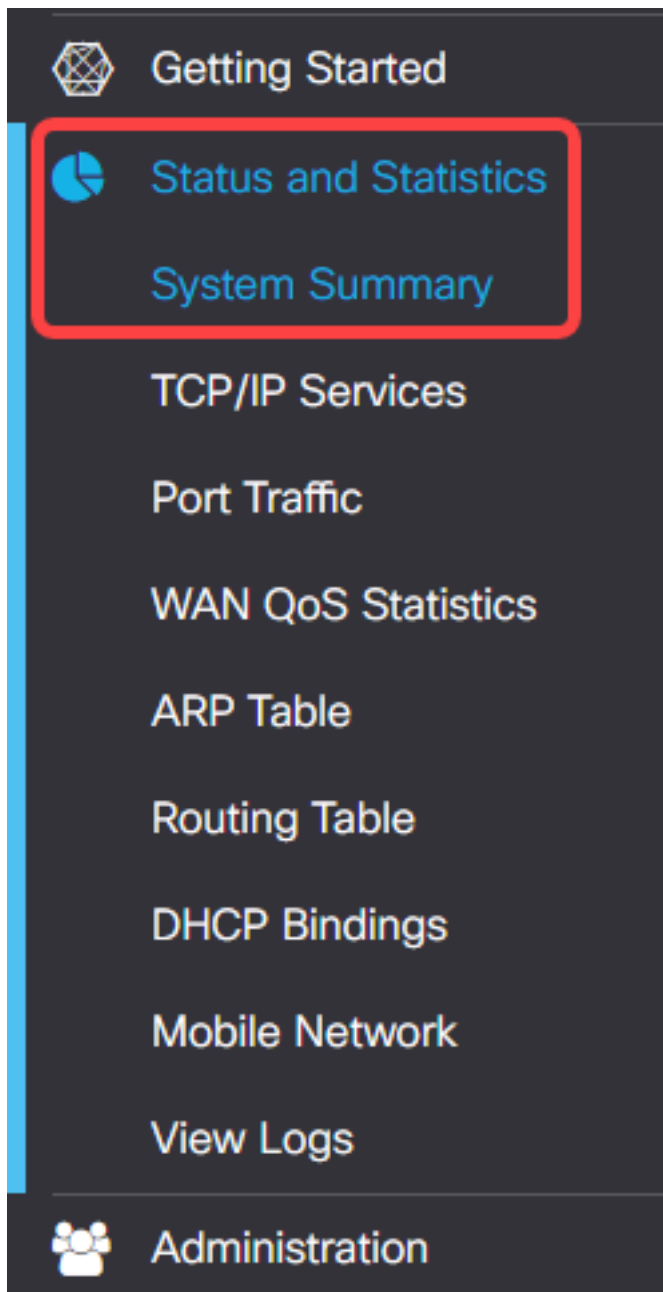 Getting Started
Status and Statistics
System Summary
TCP/IP Services
Port Traffic
WAN QoS Statistics
ARP Table
Routing Table
DHCP Bindings
Mobile Network
View Logs
Administration